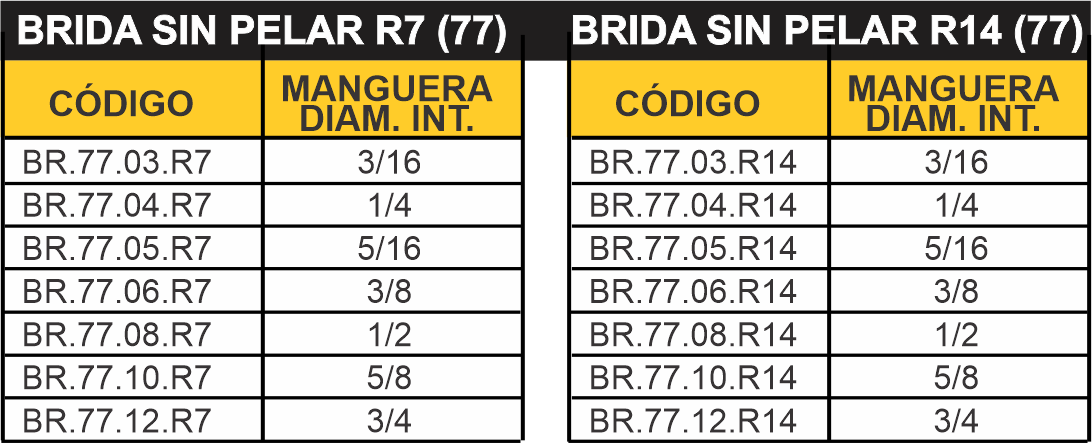 BRIDA SIN PELAR R7 (77)
CÓDIGO
MANGUERA
DIAM. INT.
BR.77.03.R7 3/16
BR.77.04.R7 1/4
BR.77.05.R7 5/16
BR.77.06.R7 3/8
BR.77.08.R7 1/2
BR.77.10.R7 5/8
BR.77.12.R7 3/4
BRIDA SIN PELAR R14 (77)
CÓDIGO
MANGUERA
DIAM. INT.
BR.77.03.R14 3/16
BR.77.04.R14 1/4
BR.77.05.R14 5/16
BR.77.06.R14 3/8
BR.77.08.R14 1/2
BR.77.10.R14 5/8
BR.77.12.R14 3/4